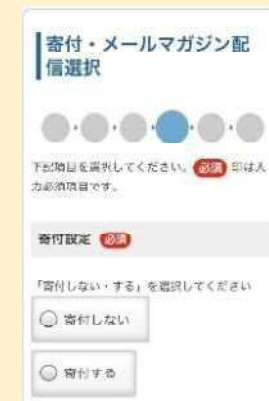 寄付・メールマガジン配
信選択
下記項目を選択してください。 必須 印は入
力必須項目です。
寄付設定 必須
「寄付しない・する」を選択してください
寄付しない
寄付する